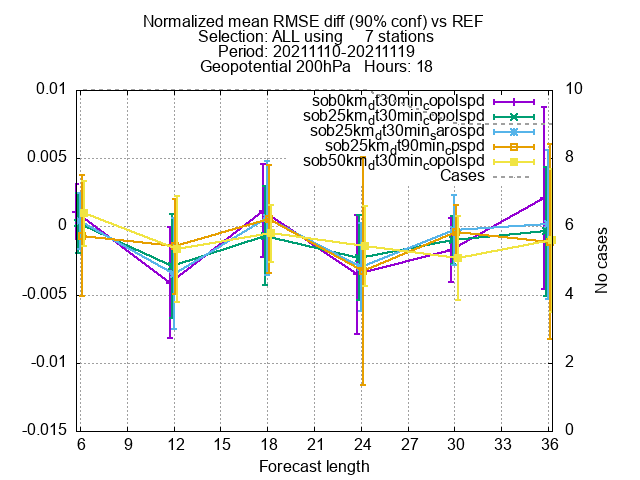 Normalized mean RMSE diff (90% conf) vs REF
Selection: ALL using 7 stations
Period: 20211110-20211119
Geopotential 200hPa Hours: 18
0.01 10
sob0km_dt30min_copolspd
sob25km_dt30min_copolspd
sob25km_dt30min_sarospd
sob25km_dt90min_cpspd
0.005 sob50km_dt30min_copolspd 8
Cases
0 6
No cases
-0.005 4
-0.01 2
-0.015 0
6 9 12 15 18 21 24 27 30 33 36
Forecast length